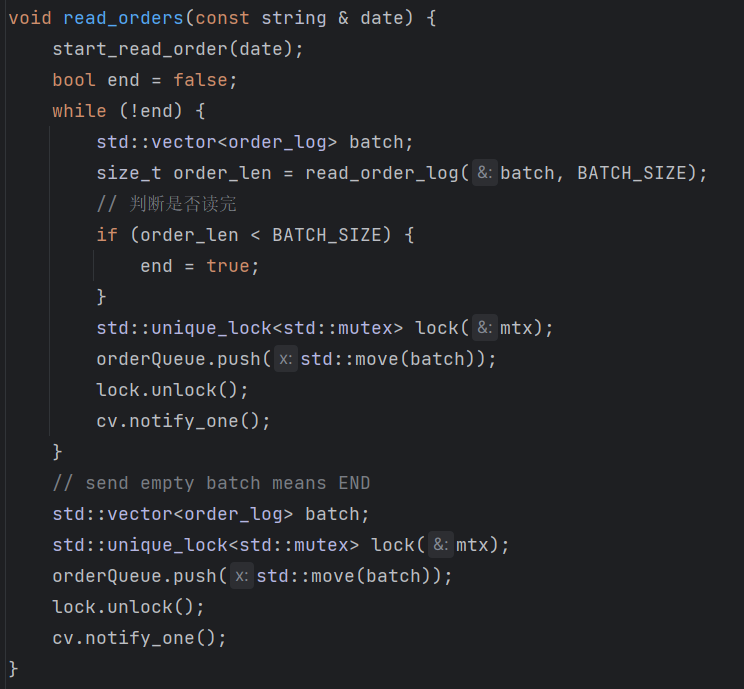 void read_orders(const string & date) {
    start_read_order(date);
    bool end = false;
    while (!end) {
        std::vector<order_log> batch;
        size_t order_len = read_order_log( &: batch, BATCH_SIZE);
        // 判断是否读完
        if (order_len < BATCH_SIZE) {
            end = true;
        }
        std::unique_lock<std::mutex> lock( &: mtx);
        orderQueue.push( x: std::move(batch));
        lock.unlock();
        cv.notify_one();
    }
    // send empty batch means END
    std::vector<order_log> batch;
    std::unique_lock<std::mutex> lock( &: mtx);
    orderQueue.push( x: std::move(batch));
    lock.unlock();
    cv.notify_one();
}